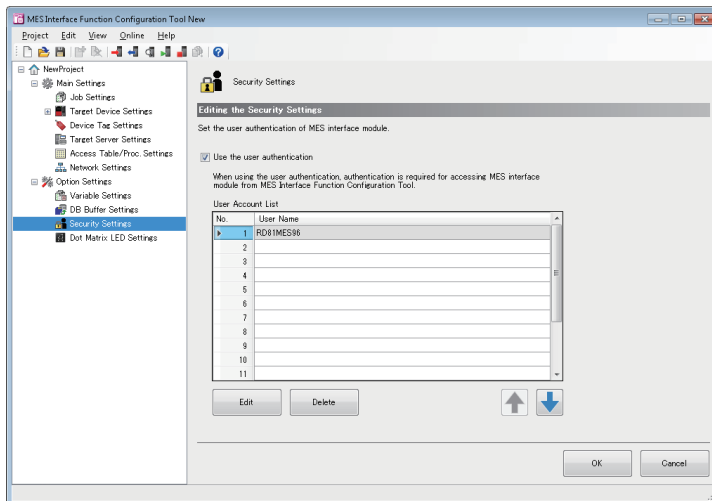 MES Interface Function Configuration Tool New
Project Edit View Online Help
NewProject
Main Settings
Job Settings
Target Device Settings
Device Tag Settings
Target Server Settings
Access Table/Proc. Settings
Network Settings
Option Settings
Variable Settings
DB Buffer Settings
Security Settings
Dot Matrix LED Settings
Security Settings
Editing the Security Settings
Set the user authentication of MES interface module.
Use the user authentication
When using the user authentication, authentication is required for accessing MES interface
module from MES Interface Function Configuration Tool.
User Account List
No. User Name
1 RD81MES96
2
3
4
5
6
7
8
9
10
11
Edit Delete
OK Cancel